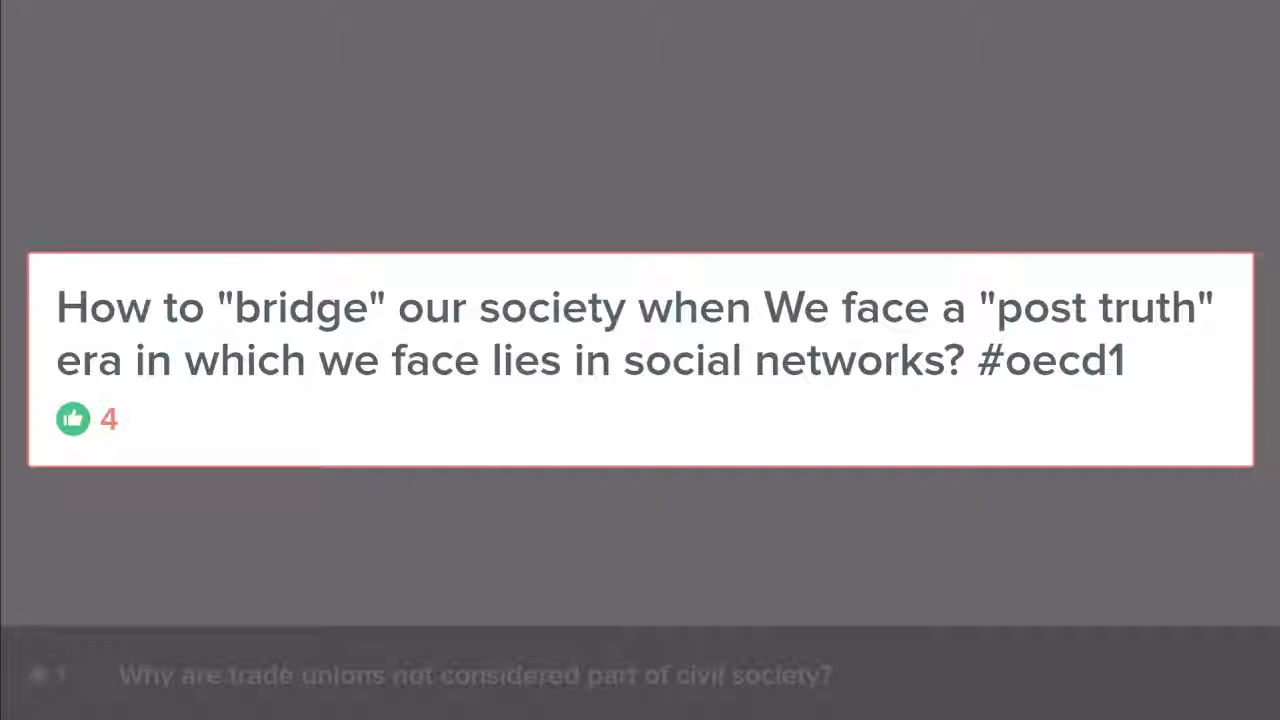 How to "bridge" our society when We face a "post truth"
era in which we face lies in social networks? #oecd1
4
1 Why are trade unions not considered part of civil society?